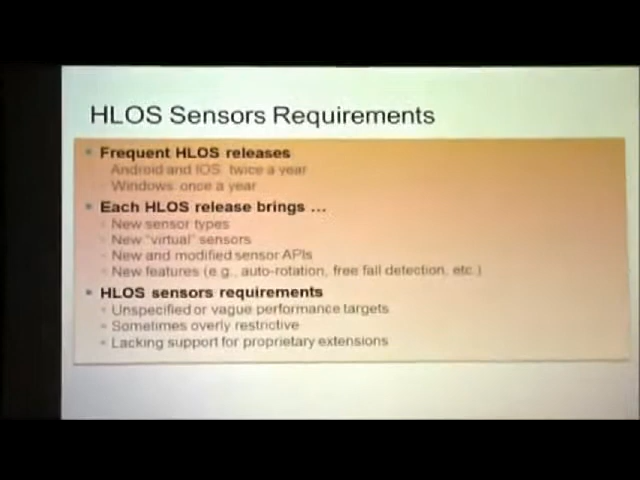 HLOS Sensors Requirements
Frequent HLOS releases
Android and IOS twice a year
Windows once a year
Each HLOS release brings ...
New sensor types
New "virtual" sensors
New and modified sensor APIs
New features (e.g., auto-rotation, free fall detection, etc.)
HLOS sensors requirements
Unspecified or vague performance targets
Sometimes overly restrictive
Lacking support for proprietary extensions